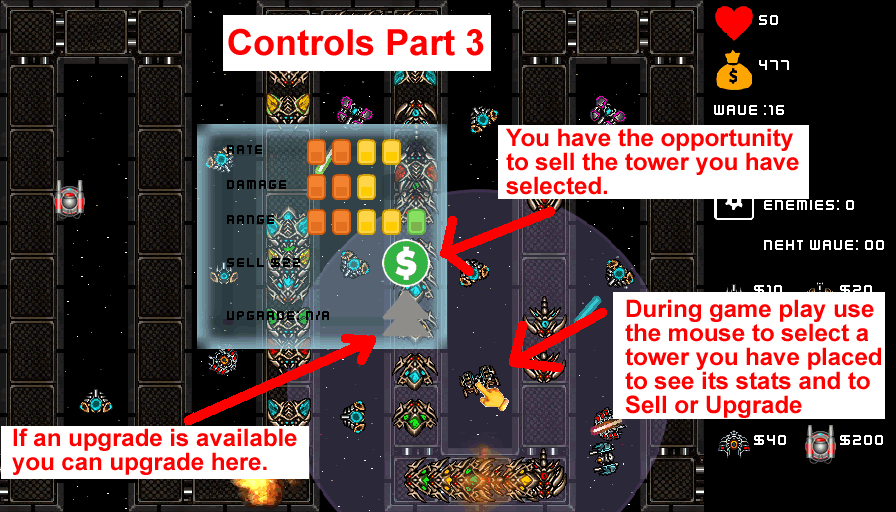 Controls Part 3
50
477
WAVE :16
You have the opportunity
to sell the tower you have
selected.
ENEMIES: 0
NEXT WAVE: 00
RATE
DAMAGE
RANGE
SELL $22
$
UPGRADE: N/A
$10 $20
During game play use
the mouse to select a
tower you have placed
to see its stats and to
Sell or Upgrade
$40 $200
If an upgrade is available
you can upgrade here.